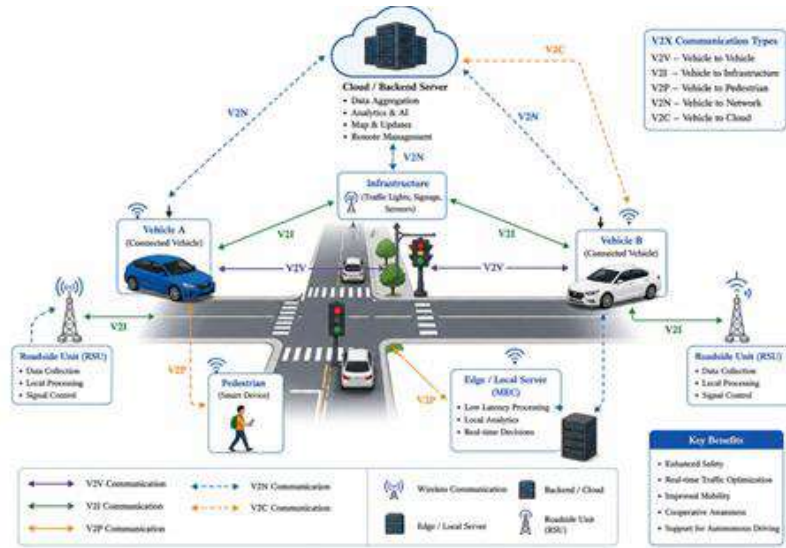 V2X Communication Types
V2V – Vehicle to Vehicle
V2I – Vehicle to Infrastructure
V2P – Vehicle to Pedestrian
V2N – Vehicle to Network
V2C – Vehicle to Cloud
V2C
Cloud / Backend Server
• Data Aggregation
• Analytics & AI
• Map & Updates
• Remote Management
V2N
V2N
V2N
Infrastructure
(Traffic Lights, Signage,
Sensors)
Vehicle A
(Connected Vehicle)
V2I
V2I
Vehicle B
(Connected Vehicle)
V2V
V2V
V2I
V2I
Roadside Unit (RSU)
• Data Collection
• Local Processing
• Signal Control
V2P
Pedestrian
(Smart Device)
V2P
Edge / Local Server
(MEC)
• Low Latency Processing
• Local Analytics
• Real-time Decisions
Roadside Unit (RSU)
• Data Collection
• Local Processing
• Signal Control
Key Benefits
• Enhanced Safety
• Real-time Traffic Optimization
• Improved Mobility
• Cooperative Awareness
• Support for Autonomous Driving
V2V Communication
V2I Communication
V2P Communication
V2N Communication
V2C Communication
Wireless Communication
Edge / Local Server
Backend / Cloud
Roadside Unit
(RSU)